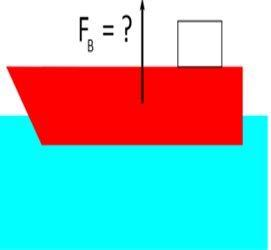 F_B = ?